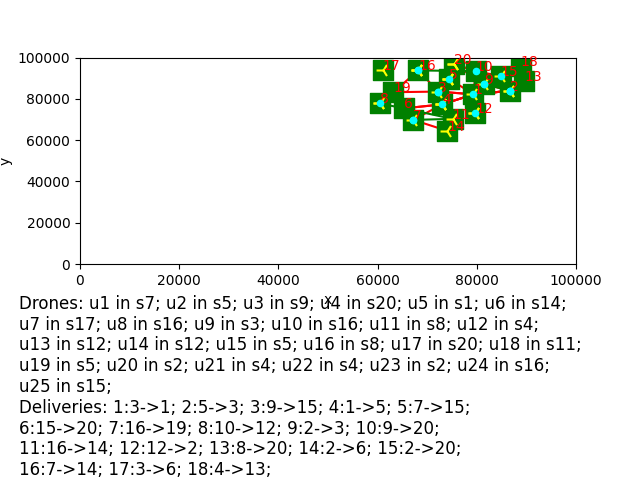 100000
80000
60000
40000
20000
0
y
0 20000 40000 60000 80000 100000
x
20
18
13
12
19
Drones: u1 in s7; u2 in s5; u3 in s9; u4 in s20; u5 in s1; u6 in s14;
u7 in s17; u8 in s16; u9 in s3; u10 in s16; u11 in s8; u12 in s4;
u13 in s12; u14 in s12; u15 in s5; u16 in s8; u17 in s20; u18 in s11;
u19 in s5; u20 in s2; u21 in s4; u22 in s4; u23 in s2; u24 in s16;
u25 in s15;
Deliveries: 1:3->1; 2:5->3; 3:9->15; 4:1->5; 5:7->15;
6:15->20; 7:16->19; 8:10->12; 9:2->3; 10:9->20;
11:16->14; 12:12->2; 13:8->20; 14:2->6; 15:2->20;
16:7->14; 17:3->6; 18:4->13;